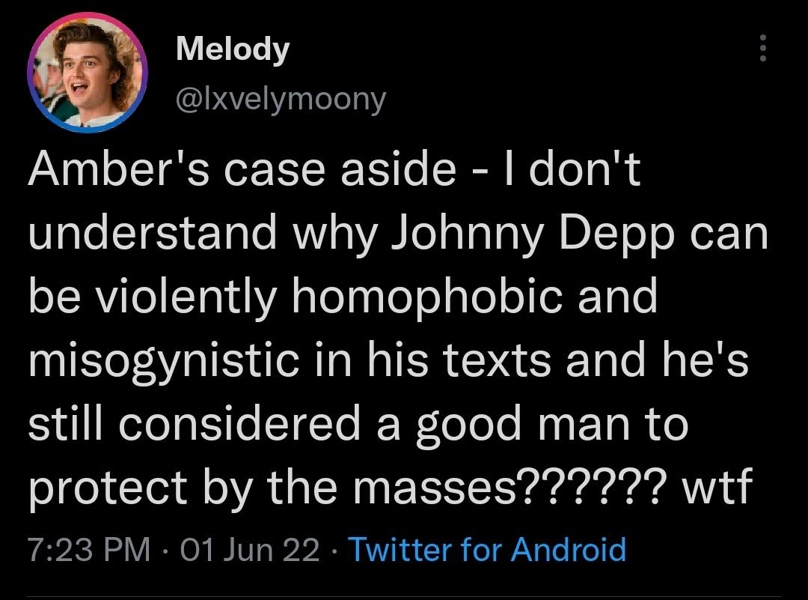 Melody
@lxvelymoony
Amber's case aside - I don't
understand why Johnny Depp can
be violently homophobic and
misogynistic in his texts and he's
still considered a good man to
protect by the masses?????? wtf
7:23 PM · 01 Jun 22 · Twitter for Android